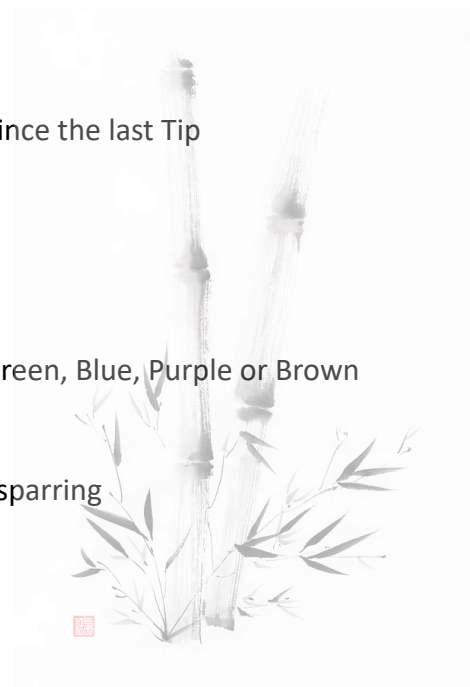 ince the last Tip
reen, Blue, Purple or Brown
sparring